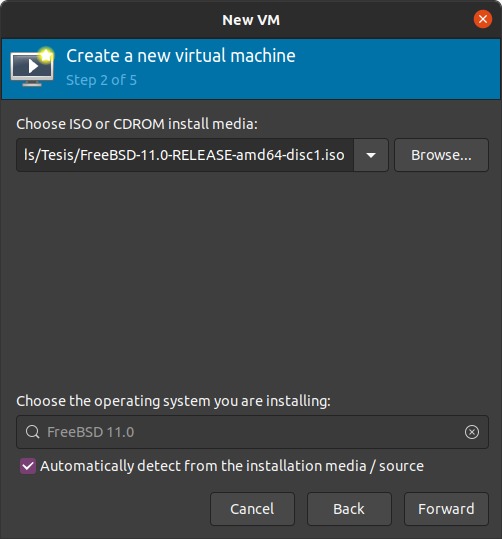 New VM
Create a new virtual machine
Step 2 of 5
Choose ISO or CDROM install media:
ls/Tesis/FreeBSD-11.0-RELEASE-amd64-disc1.iso
Browse...
Choose the operating system you are installing:
FreeBSD 11.0
Automatically detect from the installation media / source
Cancel
Back
Forward